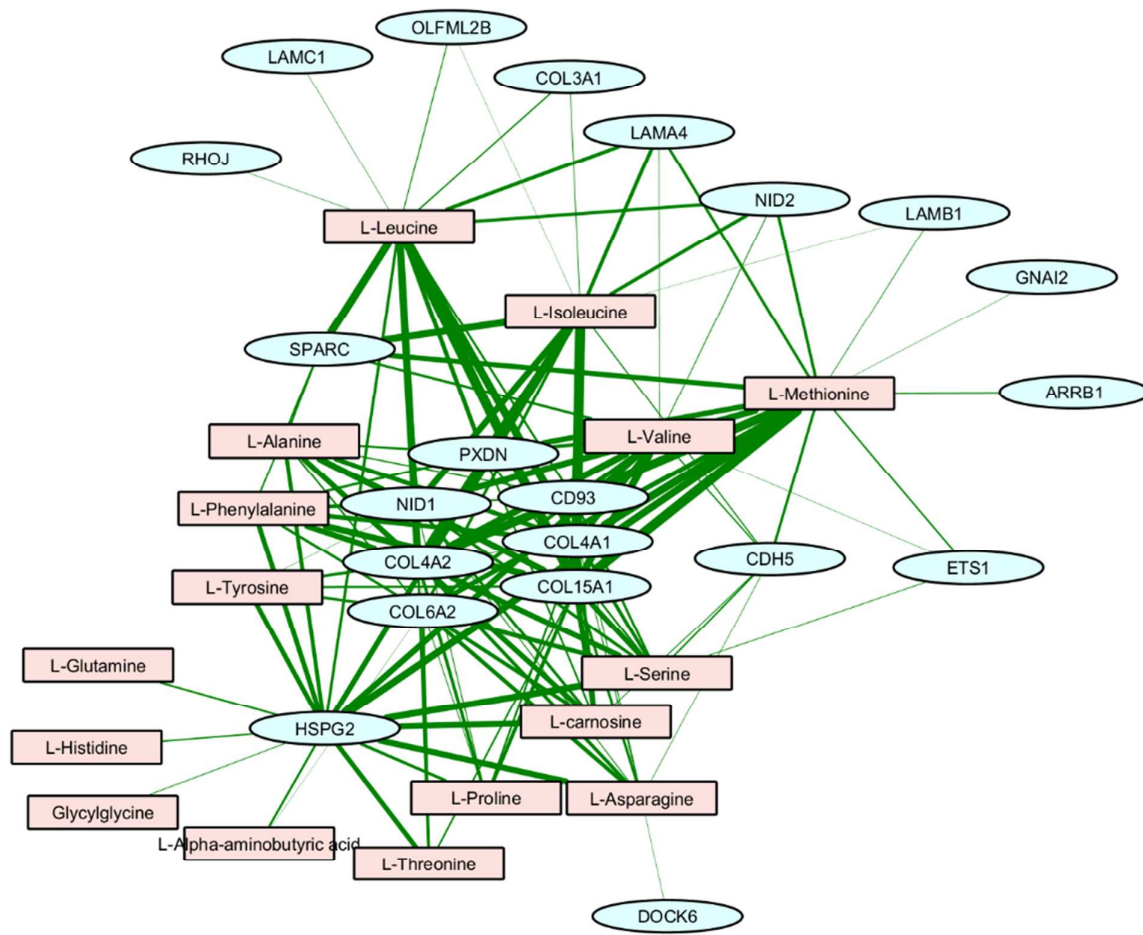 OLFML2B
LAMC1
COL3A1
LAMA4
RHOJ
NID2
LAMB1
L-Leucine
GNAI2
L-Isoleucine
SPARC
L-Methionine
ARRB1
L-Alanine
L-Valine
PXDN
CD93
NID1
L-Phenylalanine
COL4A1
CDH5
COL4A2
ETS1
L-Tyrosine
COL15A1
COL6A2
L-Glutamine
L-Serine
L-carnosine
HSPG2
L-Histidine
L-Proline
L-Asparagine
Glycylglycine
L-Alpha-aminobutyric acid
L-Threonine
DOCK6